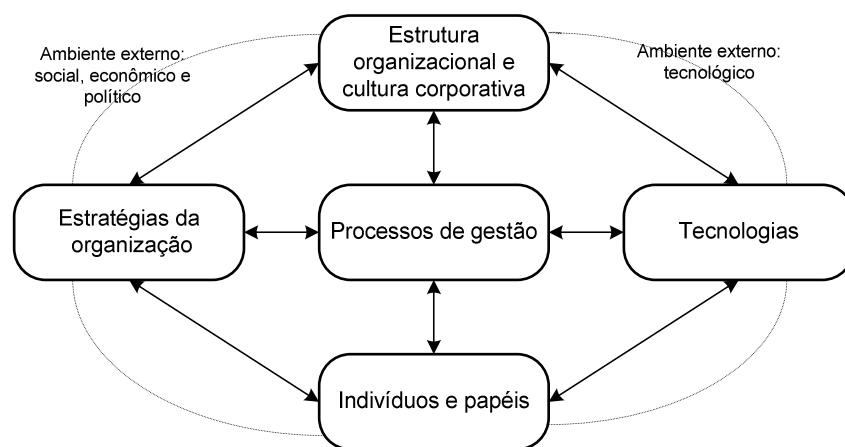 Ambiente externo:
social, econômico e
político
Estrutura
organizacional e
cultura corporativa
Ambiente externo:
tecnológico
Estratégias da
organização
Processos de gestão
Tecnologias
Indivíduos e papéis